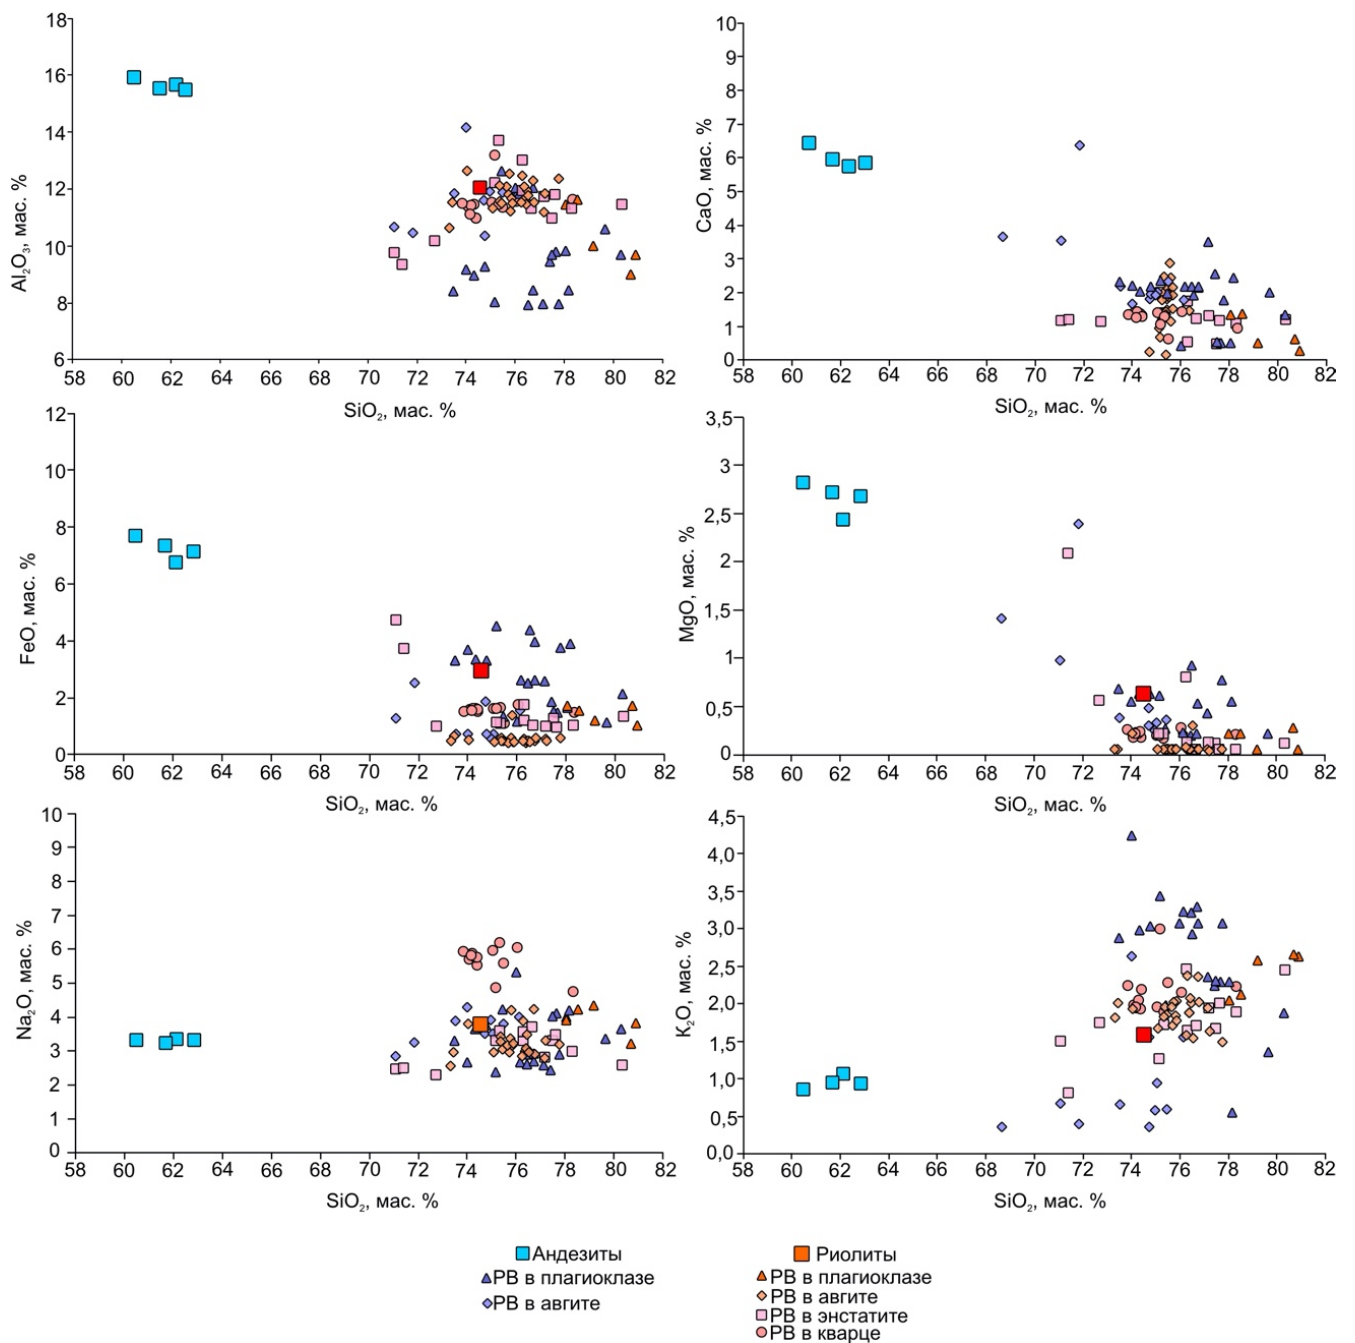 18
16
14
12
10
8
6
Al₂O₃, мас. %
58 60 62 64 66 68 70 72 74 76 78 80 82
SiO₂, мас. %
10
9
8
7
6
5
4
3
2
1
0
CaO, мас. %
58 60 62 64 66 68 70 72 74 76 78 80 82
SiO₂, мас. %
12
10
8
6
4
2
0
FeO, мас. %
58 60 62 64 66 68 70 72 74 76 78 80 82
SiO₂, мас. %
3,5
3
2,5
2
1,5
1
0,5
0
MgO, мас. %
58 60 62 64 66 68 70 72 74 76 78 80 82
SiO₂, мас. %
10
9
8
7
6
5
4
3
2
1
0
Na₂O, мас. %
58 60 62 64 66 68 70 72 74 76 78 80 82
SiO₂, мас. %
4,5
4,0
3,5
3,0
2,5
2,0
1,5
1,0
0,5
0,0
K₂O, мас. %
58 60 62 64 66 68 70 72 74 76 78 80 82
SiO₂, мас. %
Андезиты
РВ в плагиоклазе
РВ в авгите
Риолиты
РВ в плагиоклазе
РВ в авгите
РВ в энстатите
РВ в кварце